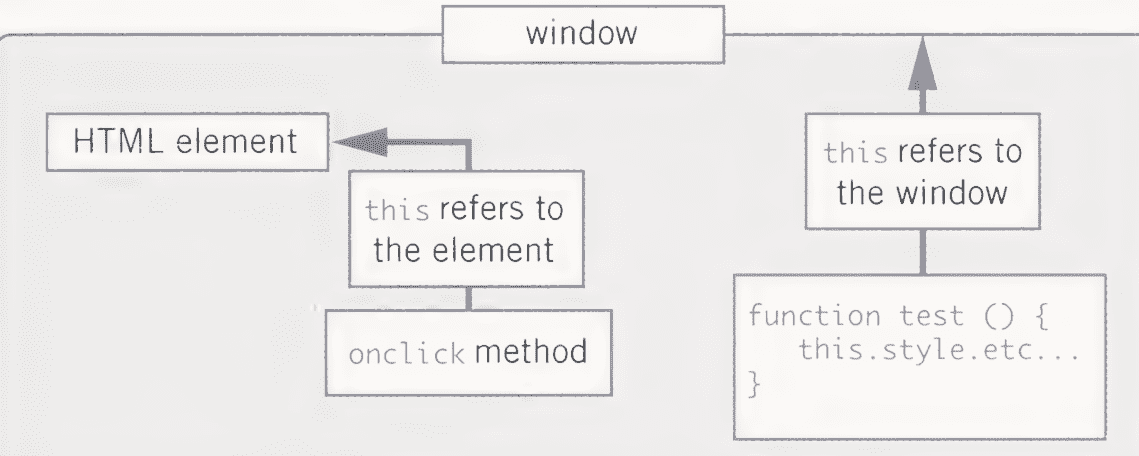 window
HTML element
this refers to
the element
onclick method
this refers to
the window
function test () {
this.style.etc...
}